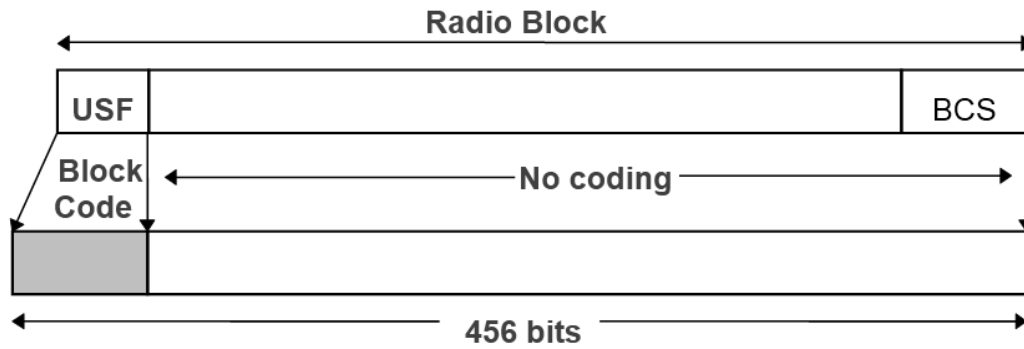 Radio Block
USF
BCS
Block
Code
No coding
456 bits